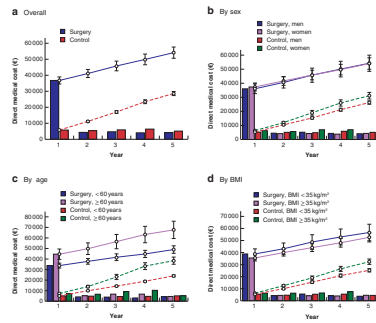 a Overall
Surgery
Control
Direct medical cost (€)
60000
50000
40000
30000
20000
10000
0
1 2 3 4 5
Year
b By sex
Surgery, men
Surgery, women
Control, men
Control, women
Direct medical cost (€)
80000
70000
60000
50000
40000
30000
20000
10000
0
1 2 3 4 5
Year
c By age
Surgery, <60 years
Surgery, ≥60 years
Control, <60 years
Control, ≥60 years
Direct medical cost (€)
80000
70000
60000
50000
40000
30000
20000
10000
0
1 2 3 4 5
Year
d By BMI
Surgery, BMI <35 kg/m²
Surgery, BMI ≥35 kg/m²
Control, BMI <35 kg/m²
Control, BMI ≥35 kg/m²
Direct medical cost (€)
80000
70000
60000
50000
40000
30000
20000
10000
0
1 2 3 4 5
Year